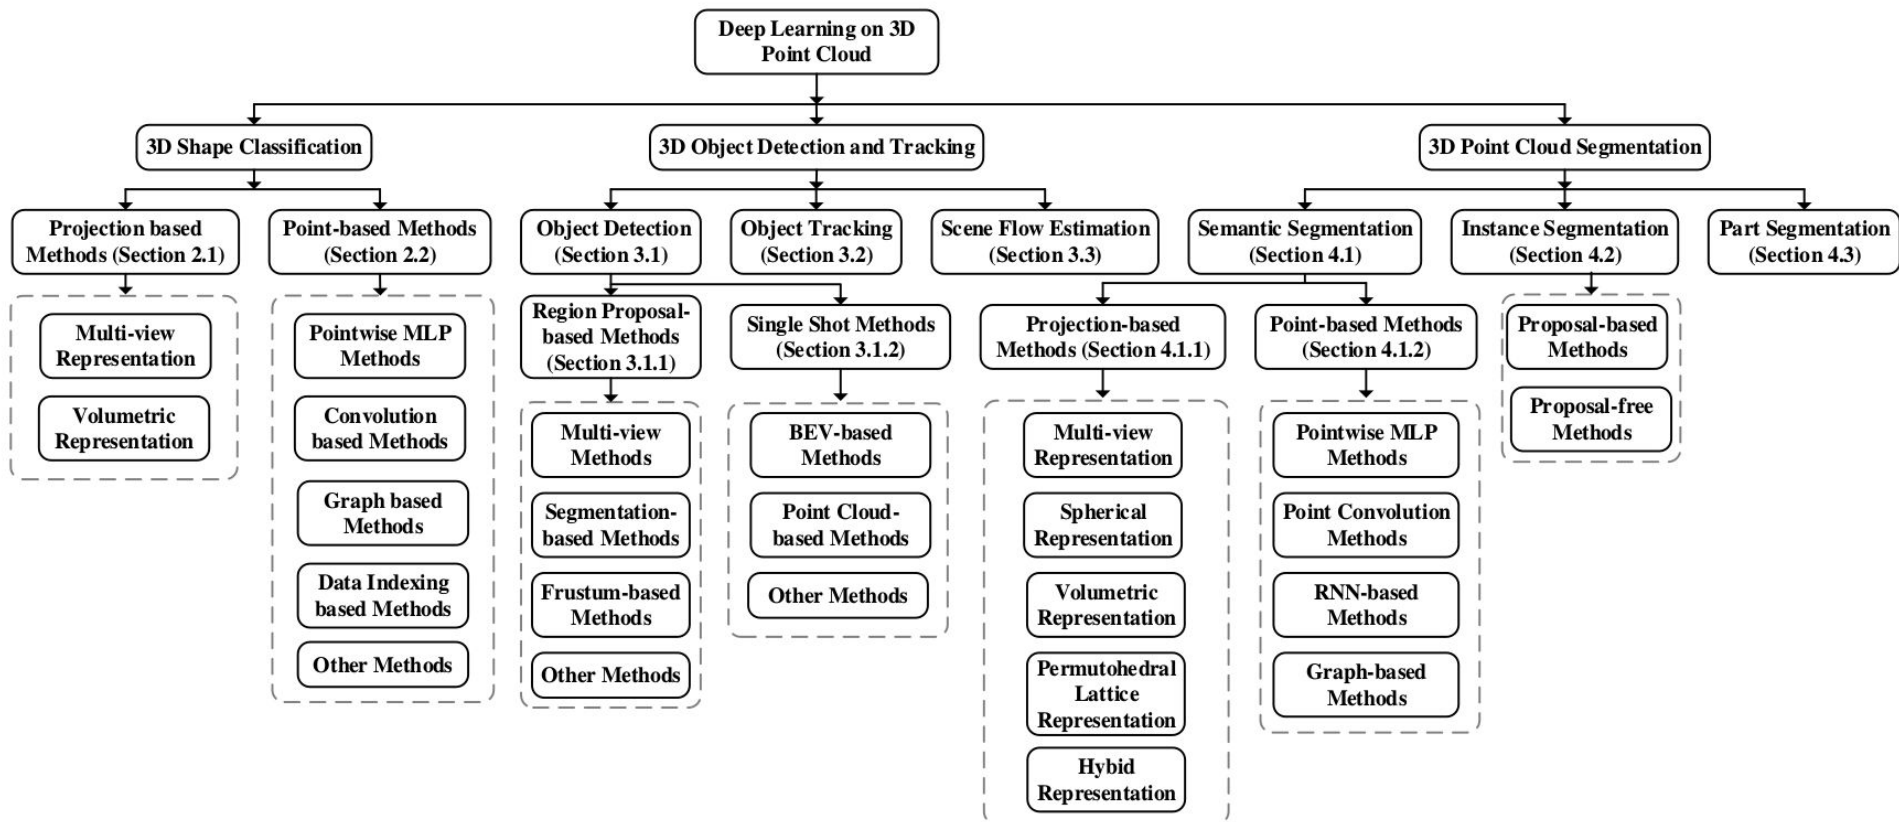 Deep Learning on 3D
Point Cloud
3D Shape Classification
3D Object Detection and Tracking
3D Point Cloud Segmentation
Projection based
Methods (Section 2.1)
Point-based Methods
(Section 2.2)
Object Detection
(Section 3.1)
Object Tracking
(Section 3.2)
Scene Flow Estimation
(Section 3.3)
Semantic Segmentation
(Section 4.1)
Instance Segmentation
(Section 4.2)
Part Segmentation
(Section 4.3)
Multi-view
Representation
Volumetric
Representation
Pointwise MLP
Methods
Convolution
based Methods
Graph based
Methods
Data Indexing
based Methods
Other Methods
Region Proposal-
based Methods
(Section 3.1.1)
Multi-view
Methods
Segmentation-
based Methods
Frustum-based
Methods
Other Methods
Single Shot Methods
(Section 3.1.2)
BEV-based
Methods
Point Cloud-
based Methods
Other Methods
Projection-based
Methods (Section 4.1.1)
Multi-view
Representation
Spherical
Representation
Volumetric
Representation
Permutohedral
Lattice
Representation
Hybid
Representation
Point-based Methods
(Section 4.1.2)
Pointwise MLP
Methods
Point Convolution
Methods
RNN-based
Methods
Graph-based
Methods
Proposal-based
Methods
Proposal-free
Methods